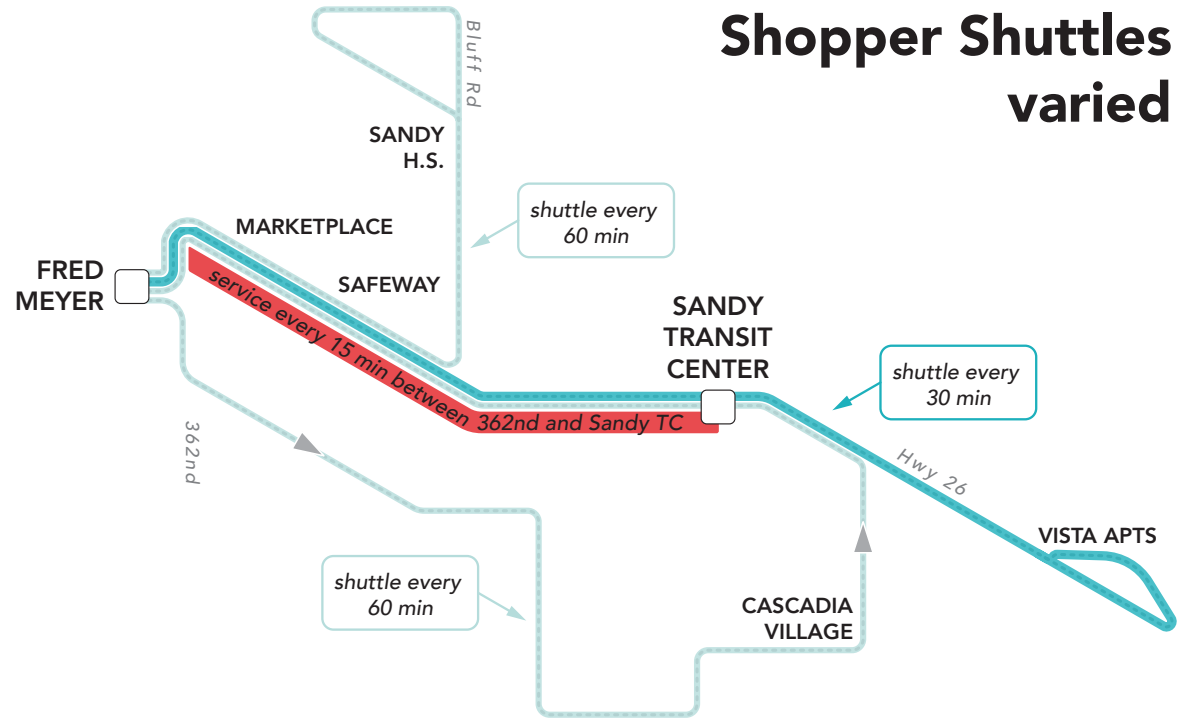 Shopper Shuttles
varied
Bluff Rd
SANDY
H.S.
shuttle every
60 min
MARKETPLACE
FRED
MEYER
SAFEWAY
service every 15 min between 362nd and Sandy TC
SANDY
TRANSIT
CENTER
shuttle every
30 min
362nd
Hwy 26
VISTA APTS
shuttle every
60 min
CASCADIA
VILLAGE